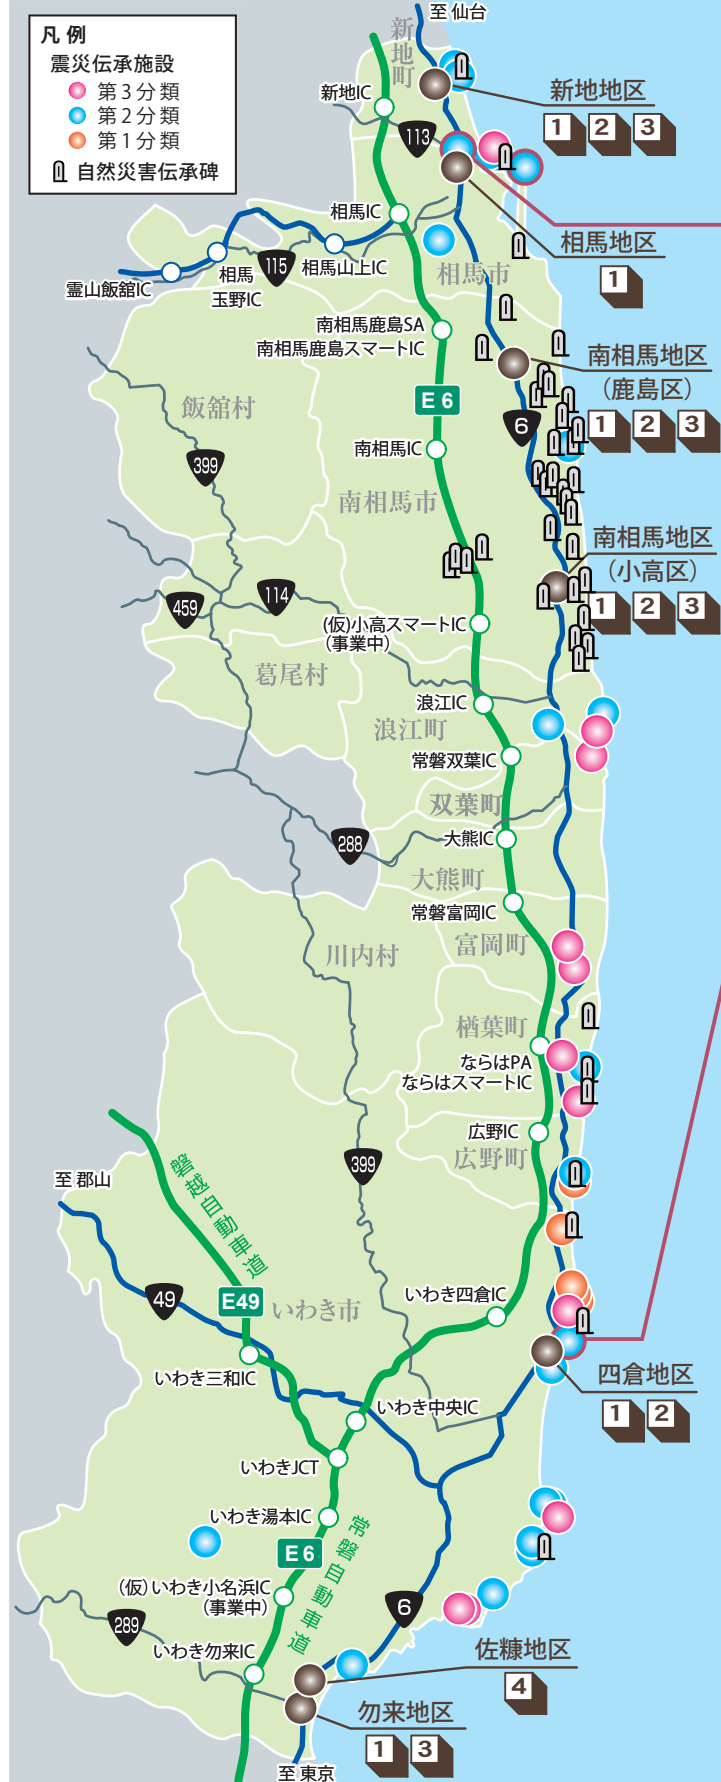 至 仙台
凡 例
震災伝承施設
第3分類
第2分類
第1分類
自然災害伝承碑
新地町
新地IC
113
新地地区
1 2 3
相馬IC
相馬地区
1
霊山飯舘IC
相馬
玉野IC
115
相馬山上IC
相馬市
南相馬鹿島SA
南相馬鹿島スマートIC
南相馬地区
(鹿島区)
1 2 3
飯舘村
E 6
6
399
南相馬IC
南相馬市
南相馬地区
(小高区)
1 2 3
459
114
(仮)小高スマートIC
(事業中)
葛尾村
浪江IC
浪江町
常磐双葉IC
双葉町
288
大熊IC
大熊町
常磐富岡IC
川内村
富岡町
楢葉町
ならはPA
ならはスマートIC
広野IC
広野町
399
至 郡山
磐越自動車道
49
E49
いわき市
いわき四倉IC
いわき三和IC
四倉地区
1 2
いわき中央IC
いわきJCT
いわき湯本IC
常磐自動車道
E 6
(仮)いわき小名浜IC
(事業中)
6
289
いわき勿来IC
佐糠地区
4
勿来地区
1 3
至 東京